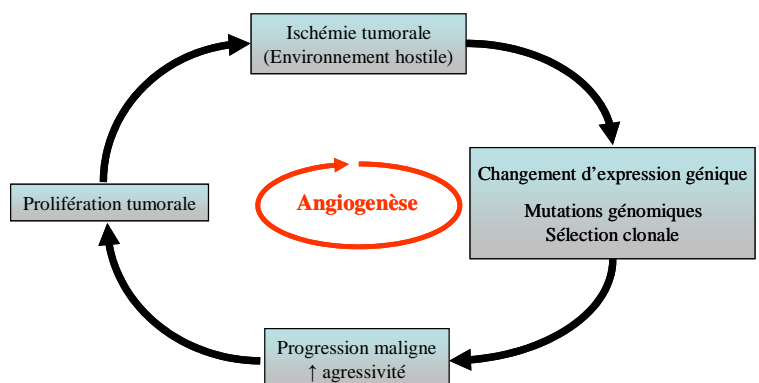 Ischémie tumorale
(Environnement hostile)
Changement d'expression génique
Mutations génomiques
Sélection clonale
Angiogenèse
Prolifération tumorale
Progression maligne
↑ agressivité